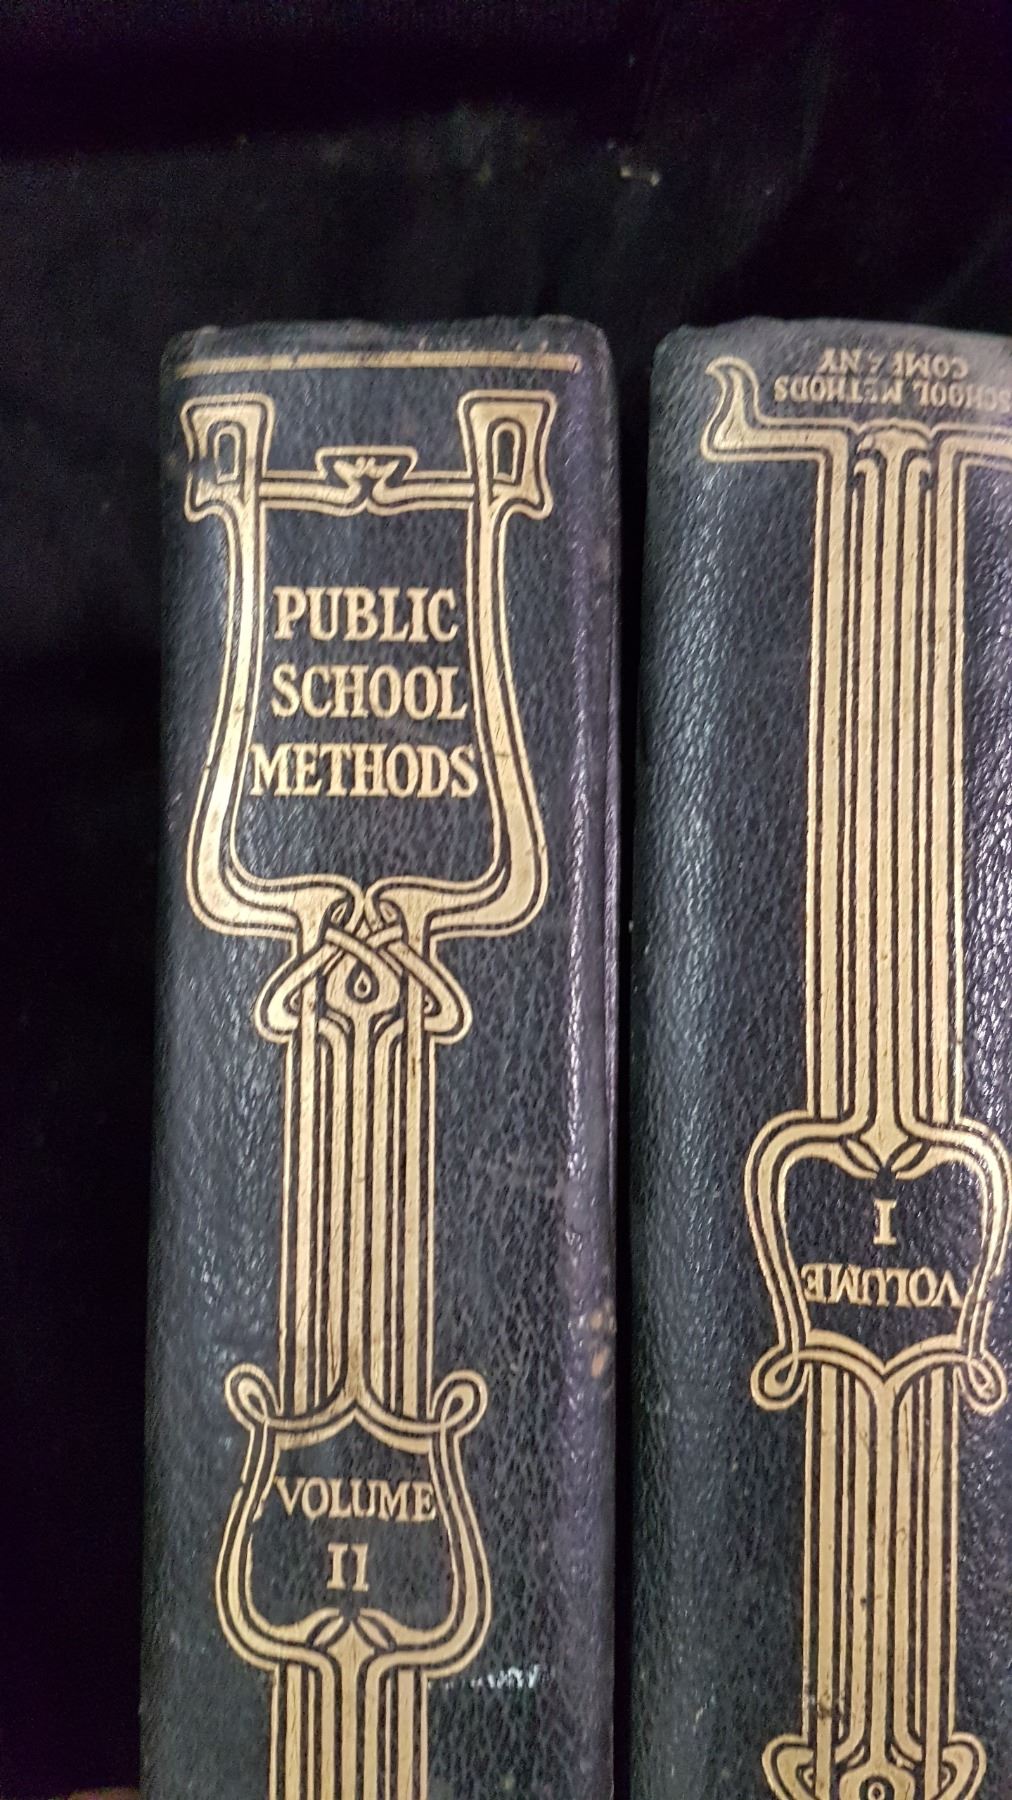 PUBLIC
SCHOOL
METHODS
VOLUME
II
SCHOOL METHODS
COMPANY
VOLUME
I